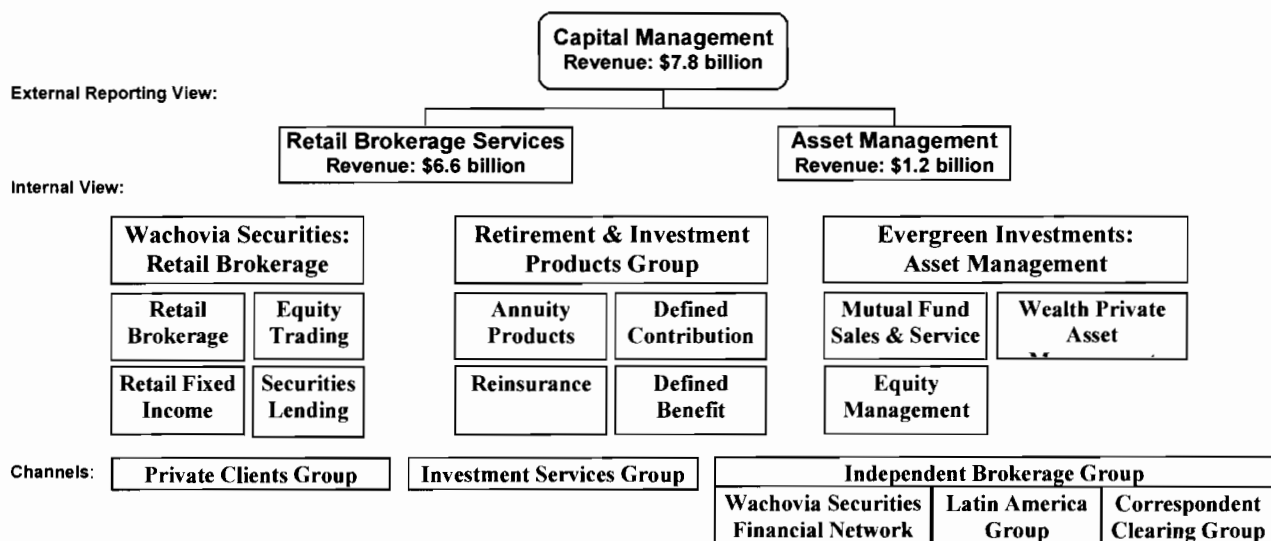 Capital Management
Revenue: $7.8 billion
External Reporting View:
Retail Brokerage Services
Revenue: $6.6 billion
Asset Management
Revenue: $1.2 billion
Internal View:
Wachovia Securities:
Retail Brokerage
Retirement & Investment
Products Group
Evergreen Investments:
Asset Management
Retail
Brokerage
Equity
Trading
Annuity
Products
Defined
Contribution
Mutual Fund
Sales & Service
Wealth Private
Asset
Retail Fixed
Income
Securities
Lending
Reinsurance
Defined
Benefit
Equity
Management
Channels:
Private Clients Group
Investment Services Group
Independent Brokerage Group
Wachovia Securities
Financial Network
Latin America
Group
Correspondent
Clearing Group